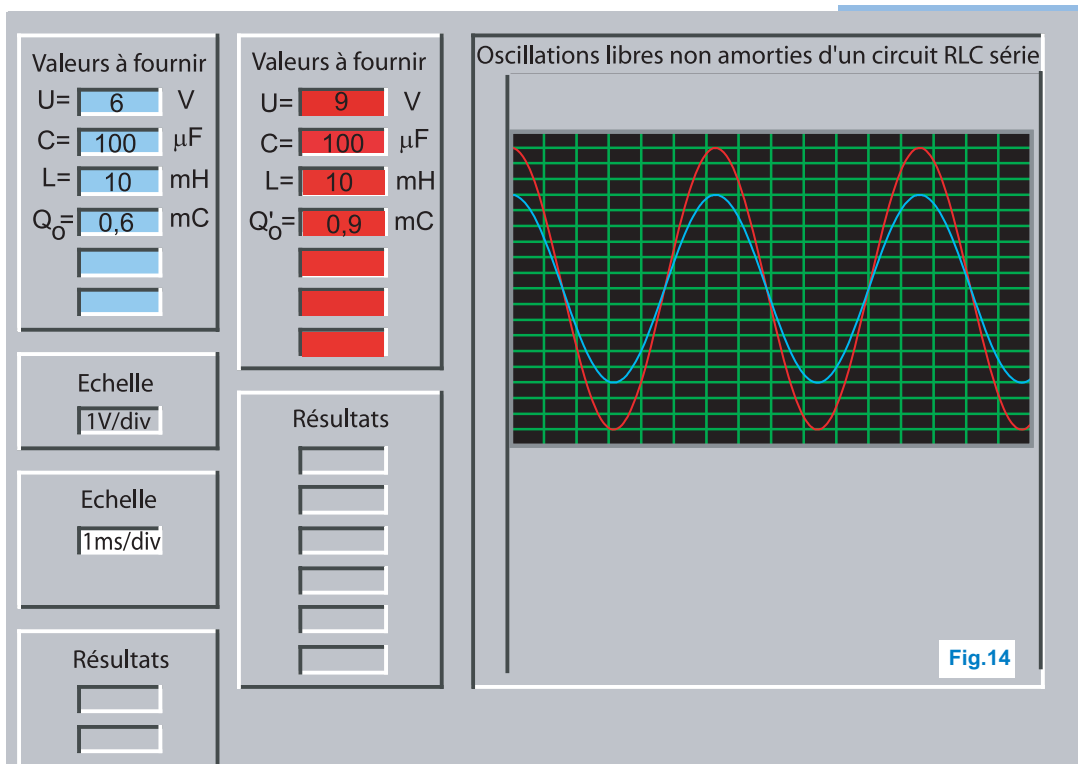 Valeurs à fournir
U= 6 V
C= 100 μF
L= 10 mH
Qo= 0,6 mC
Echelle
1V/div
Echelle
1ms/div
Résultats
Valeurs à fournir
U= 9 V
C= 100 μF
L= 10 mH
Q'o= 0,9 mC
Résultats
Oscillations libres non amorties d'un circuit RLC série
Fig.14